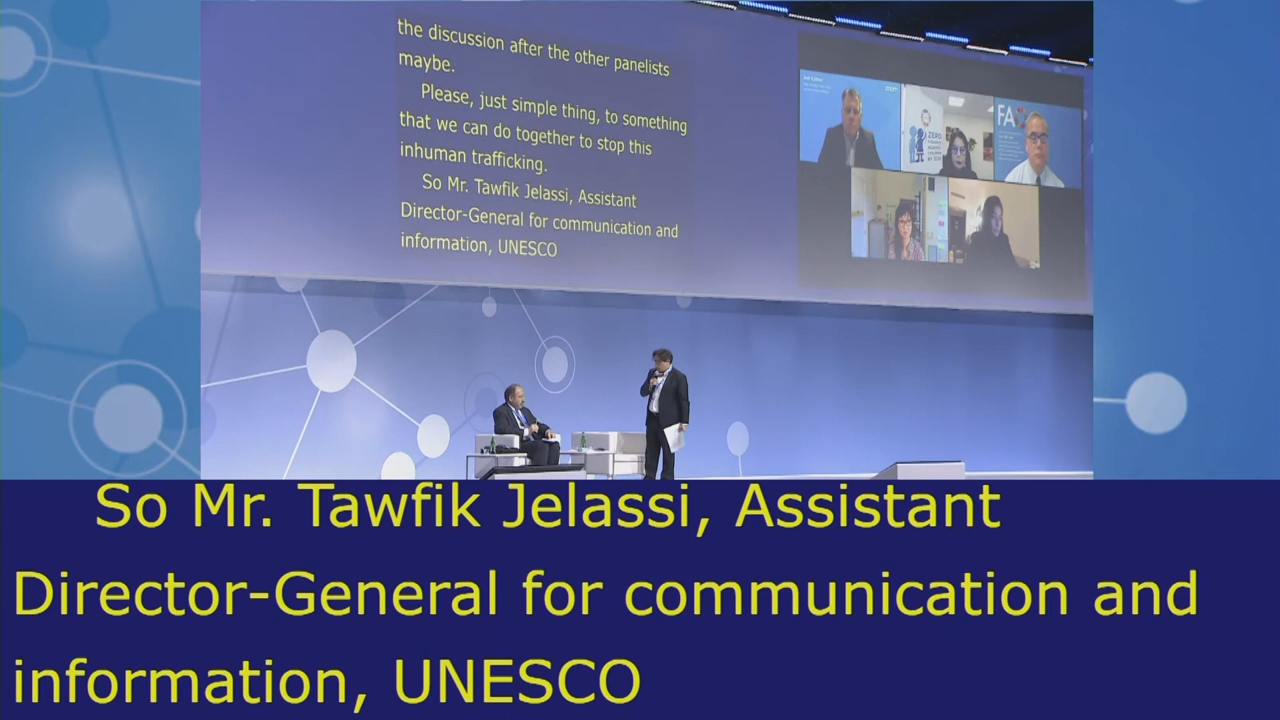 the discussion after the other panelists
maybe.
Please, just simple thing, to something
that we can do together to stop this
inhuman trafficking.
So Mr. Tawfik Jelassi, Assistant
Director-General for communication and
information, UNESCO
ZERO
FA
So Mr. Tawfik Jelassi, Assistant
Director-General for communication and
information, UNESCO